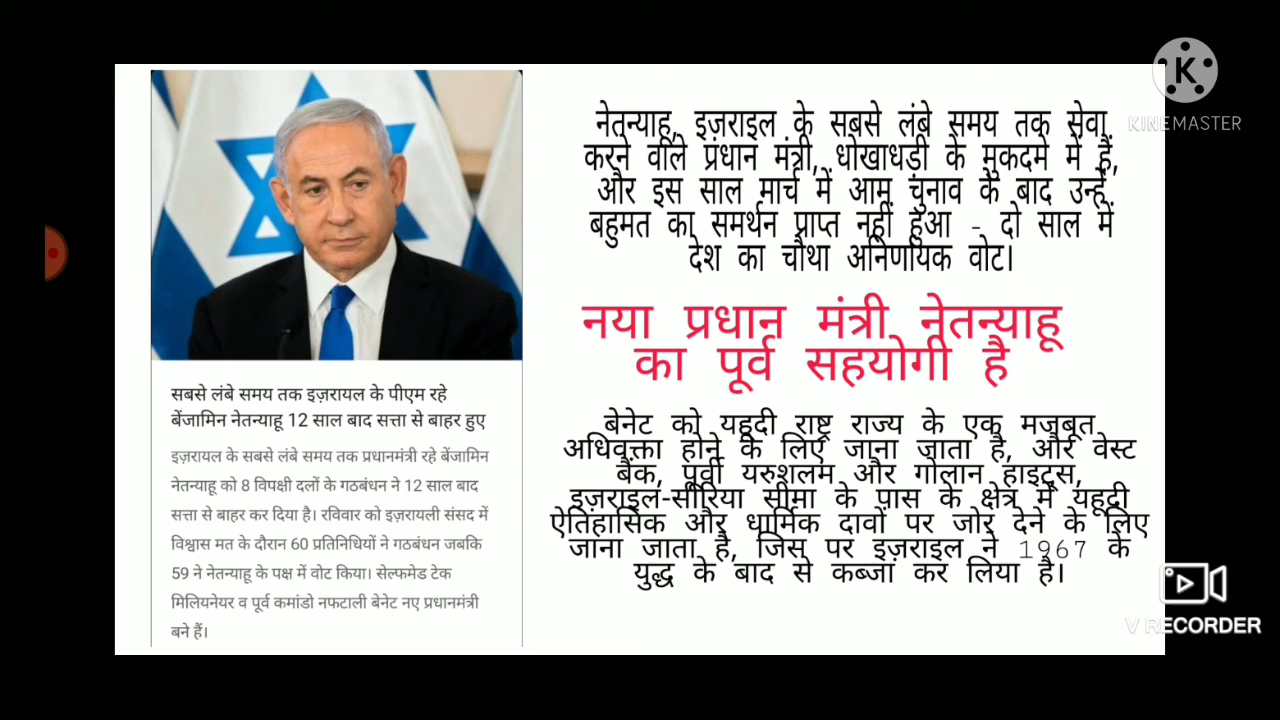 सबसे लंबे समय तक इज़रायल के पीएम रहे
बेंजामिन नेतन्याहू 12 साल बाद सत्ता से बाहर हुए
इज़रायल के सबसे लंबे समय तक प्रधानमंत्री रहे बेंजामिन
नेतन्याहू को 8 विपक्षी दलों के गठबंधन ने 12 साल बाद
सत्ता से बाहर कर दिया है। रविवार को इज़रायली संसद में
विश्वास मत के दौरान 60 प्रतिनिधियों ने गठबंधन जबकि
59 ने नेतन्याहू के पक्ष में वोट किया। सेल्फमेड टेक
मिलियनेयर व पूर्व कमांडो नफ्टाली बेनेट नए प्रधानमंत्री
बने हैं।
नेतन्याहू, इज़राइल के सबसे लंबे समय तक सेवा
करने वाले प्रधान मंत्री, धोखाधड़ी के मुकदमे में हैं,
और इस साल मार्च में आम चुनाव के बाद उन्हें
बहुमत का समर्थन प्राप्त नहीं हुआ - दो साल में
देश का चौथा अनिर्णायक वोट।
नया प्रधान मंत्री नेतन्याहू
का पूर्व सहयोगी है
बेनेट को यहूदी राष्ट्र राज्य के एक मजबूत
अधिवक्ता होने के लिए जाना जाता है, और वेस्ट
बैंक, पूर्वी यरुशलम और गोलान हाइट्स,
इज़राइल-सीरिया सीमा के पास के क्षेत्र में यहूदी
ऐतिहासिक और धार्मिक दावों पर जोर देने के लिए
जाना जाता है, जिस पर इज़राइल ने 1967 के
युद्ध के बाद से कब्जा कर लिया है।
KINEMASTER
V RECORDER